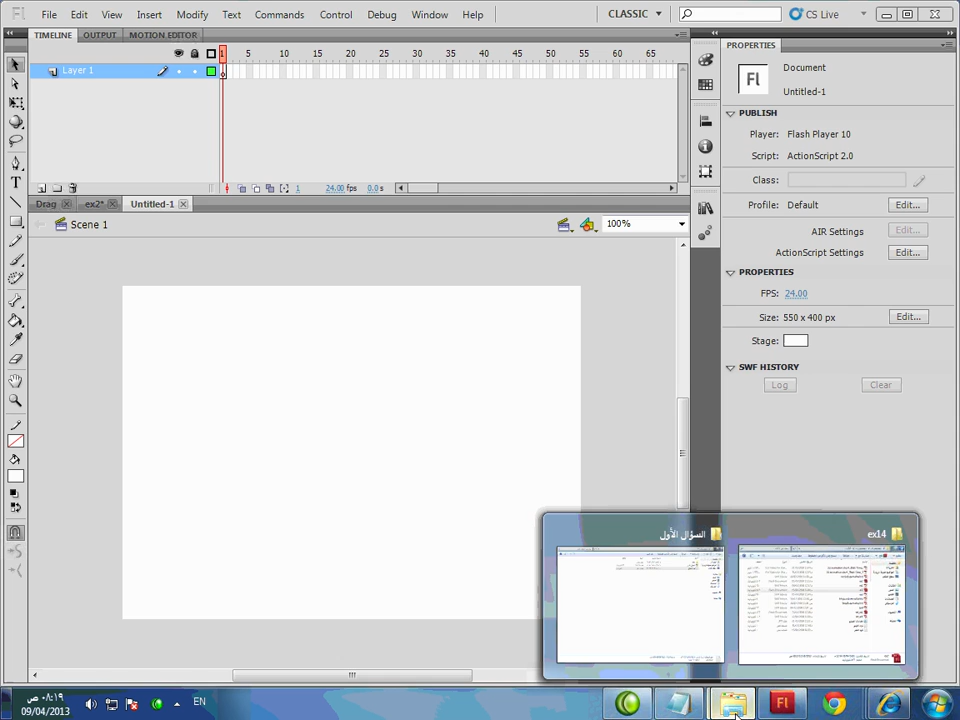 Fl File Edit View Insert Modify Text Commands Control Debug Window Help CLASSIC CS Live
TIMELINE OUTPUT MOTION EDITOR
1 5 10 15 20 25 30 35 40 45 50 55 60 65
Layer 1
1 24.00 fps 0.0s
Drag ex2* Untitled-1
Scene 1 100%
PROPERTIES
Fl
Document
Untitled-1
PUBLISH
Player: Flash Player 10
Script: ActionScript 2.0
Class:
Profile: Default Edit...
AIR Settings Edit...
ActionScript Settings Edit...
PROPERTIES
FPS: 24.00
Size: 550 x 400 px Edit...
Stage:
SWF HISTORY
Log Clear
السؤال الأول
ex14
٠٨:١٩ ص
09/04/2013
EN
Fl